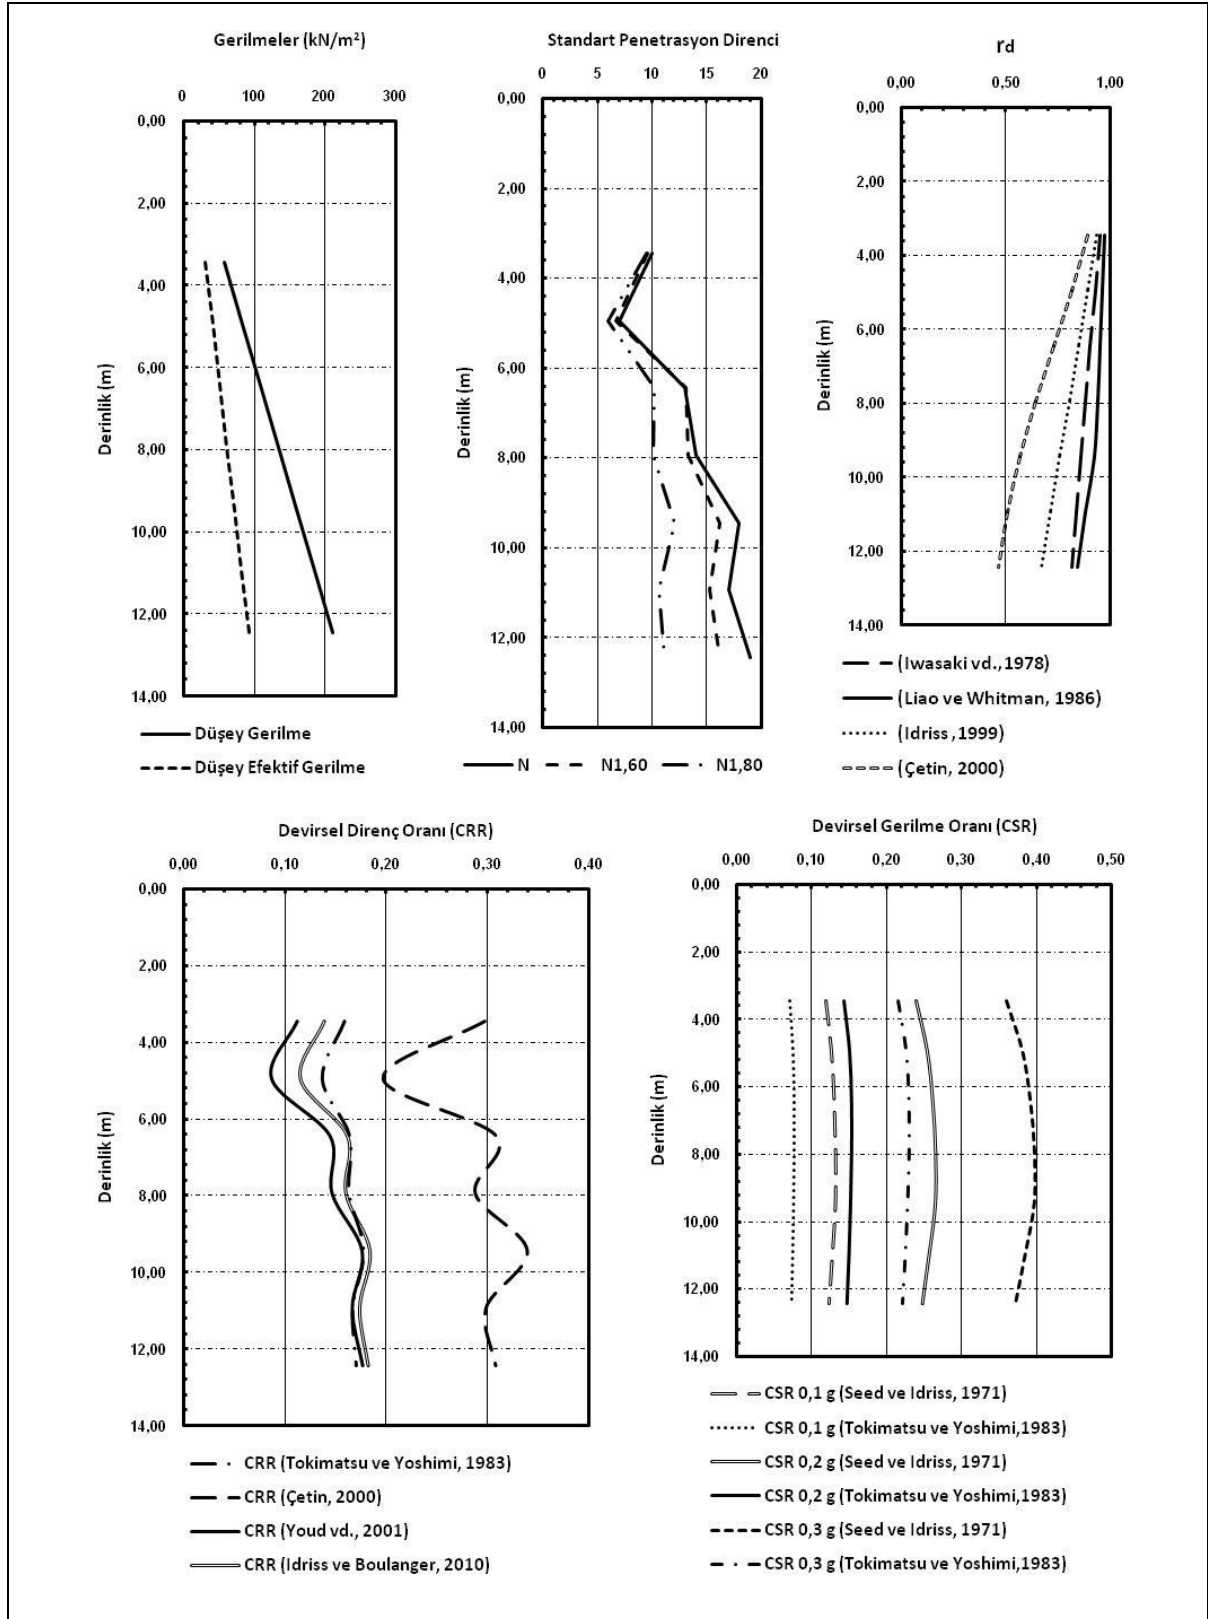 Gerilmeler (kN/m²)
0 100 200 300
0,00
2,00
4,00
6,00
8,00
10,00
12,00
14,00
Derinlik (m)
Düşey Gerilme
Düşey Efektif Gerilme
Standart Penetrasyon Direnci
0 5 10 15 20
0,00
2,00
4,00
6,00
8,00
10,00
12,00
14,00
Derinlik (m)
N N1,60 N1,80
rd
0,00 0,50 1,00
0,00
2,00
4,00
6,00
8,00
10,00
12,00
14,00
Derinlik (m)
(Iwasaki vd.,1978)
(Liao ve Whitman, 1986)
(Idriss ,1999)
(Çetin, 2000)
Devirsel Direnç Oranı (CRR)
0,00 0,10 0,20 0,30 0,40
0,00
2,00
4,00
6,00
8,00
10,00
12,00
14,00
Derinlik (m)
CRR (Tokimatsu ve Yoshimi, 1983)
CRR (Çetin, 2000)
CRR (Youd vd., 2001)
CRR (Idriss ve Boulanger, 2010)
Devirsel Gerilme Oranı (CSR)
0,00 0,10 0,20 0,30 0,40 0,50
0,00
2,00
4,00
6,00
8,00
10,00
12,00
14,00
Derinlik (m)
CSR 0,1 g (Seed ve Idriss, 1971)
CSR 0,1 g (Tokimatsu ve Yoshimi,1983)
CSR 0,2 g (Seed ve Idriss, 1971)
CSR 0,2 g (Tokimatsu ve Yoshimi,1983)
CSR 0,3 g (Seed ve Idriss, 1971)
CSR 0,3 g (Tokimatsu ve Yoshimi,1983)